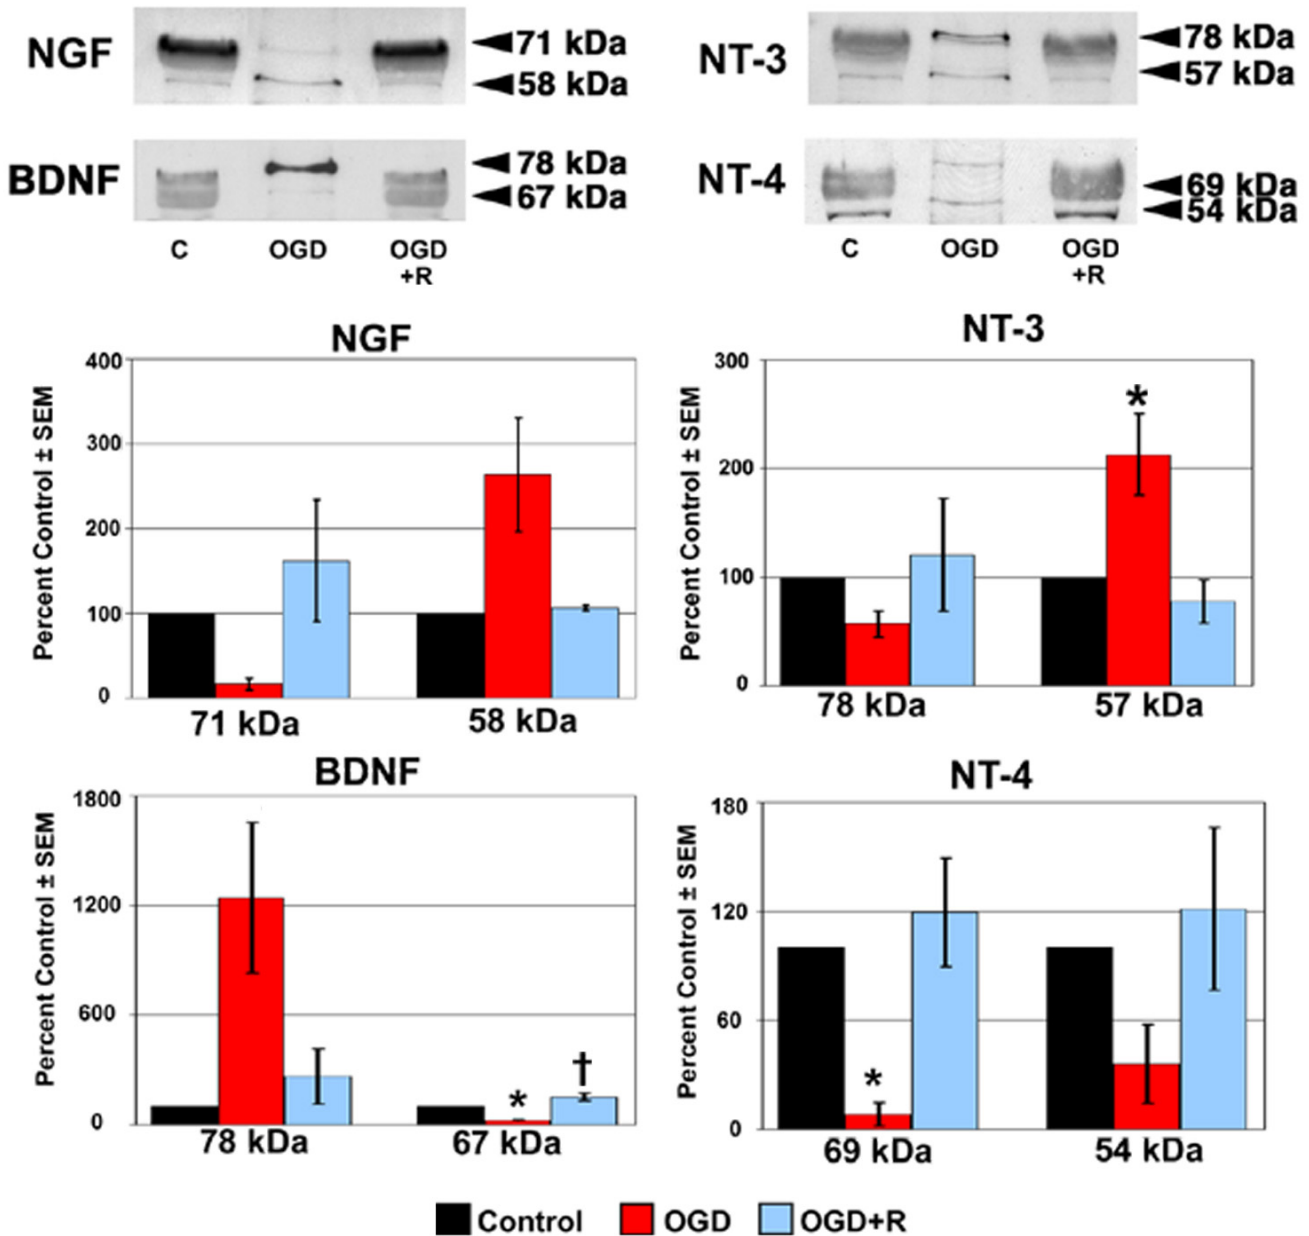 NGF
71 kDa
58 kDa
BDNF
78 kDa
67 kDa
C OGD OGD
+R
NT-3
78 kDa
57 kDa
NT-4
69 kDa
54 kDa
C OGD OGD
+R
NGF
Percent Control ± SEM
400
300
200
100
0
71 kDa 58 kDa
NT-3
Percent Control ± SEM
300
200
100
0
*
78 kDa 57 kDa
BDNF
Percent Control ± SEM
1800
1200
600
0
* †
78 kDa 67 kDa
NT-4
Percent Control ± SEM
180
120
60
0
*
69 kDa 54 kDa
Control OGD OGD+R